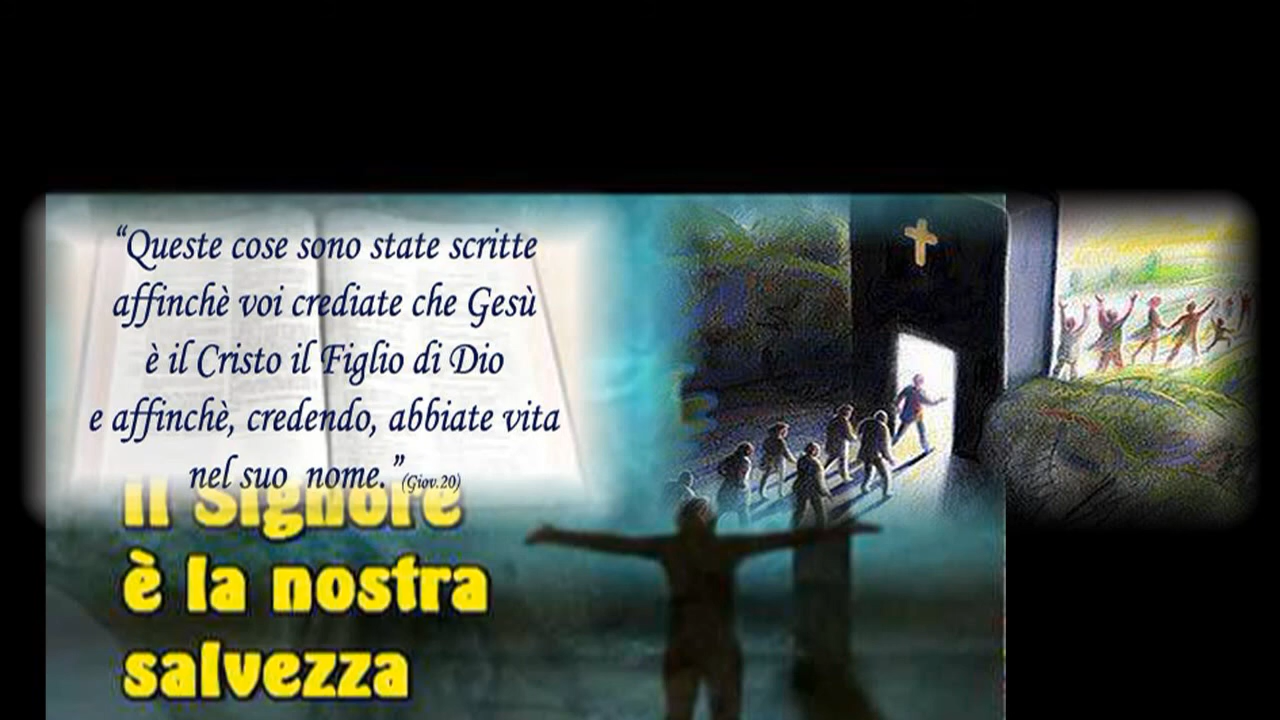 “Queste cose sono state scritte
affinchè voi crediate che Gesù
è il Cristo il Figlio di Dio
e affinchè, credendo, abbiate vita
nel suo nome.” (Giov.20)
Il Signore
è la nostra
salvezza